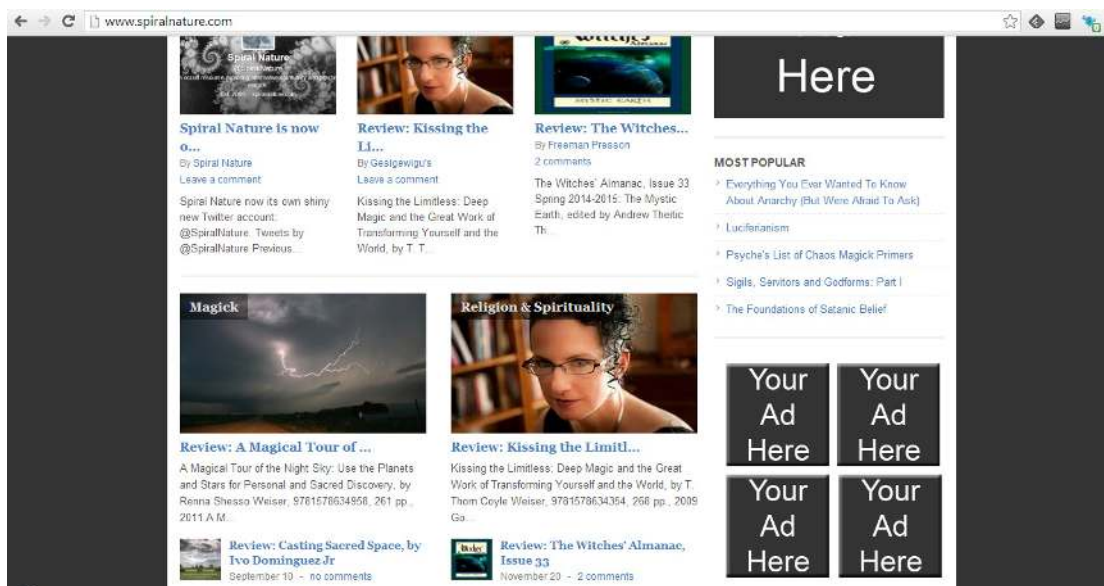 www.spiralnature.com
Spiral Nature
Witches'
Almanac
MYSTIC EARTH
Here
Spiral Nature is now
o...
By Spiral Nature
Leave a comment
Spiral Nature now its own shiny
new Twitter account:
@SpiralNature. Tweets by
@SpiralNature Previous...
Review: Kissing the
Li...
By Gesigewigu's
Leave a comment
Kissing the Limitless: Deep
Magic and the Great Work of
Transforming Yourself and the
World, by T. T...
Review: The Witches...
By Freeman Presson
2 comments
The Witches' Almanac, Issue 33
Spring 2014-2015: The Mystic
Earth, edited by Andrew Theitic
Th...
MOST POPULAR
Everything You Ever Wanted To Know
About Anarchy (But Were Afraid To Ask)
Luciferianism
Psyche's List of Chaos Magick Primers
Sigils, Servitors and Godforms: Part I
The Foundations of Satanic Belief
Magick
Review: A Magical Tour of ...
A Magical Tour of the Night Sky: Use the Planets
and Stars for Personal and Sacred Discovery, by
Renna Shesso Weiser, 9781578634958, 261 pp.,
2011 A M...
Review: Casting Sacred Space, by
Ivo Dominguez Jr
September 10 - no comments
Religion & Spirituality
Review: Kissing the Limitl...
Kissing the Limitless: Deep Magic and the Great
Work of Transforming Yourself and the World, by T.
Thorn Coyle Weiser, 9781578634354, 268 pp., 2009
Go...
Review: The Witches' Almanac,
Issue 33
November 20 - 2 comments
Your
Ad
Here
Your
Ad
Here
Your
Ad
Here
Your
Ad
Here